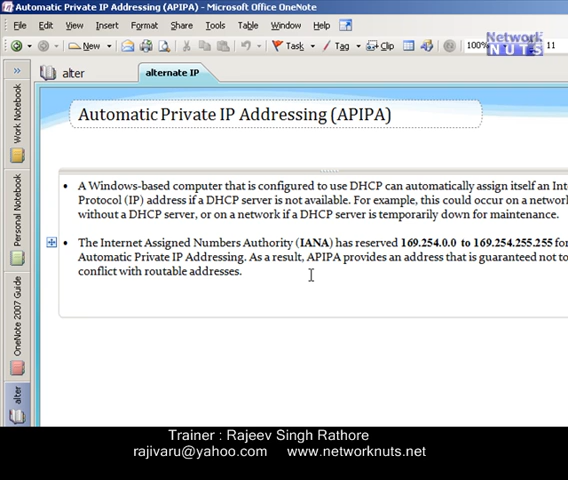 Automatic Private IP Addressing (APIPA) - Microsoft Office OneNote
File Edit View Insert Format Share Tools Table Window Help
New Task Tag 100% 11
Network NUTS
alter alternate IP
Work Notebook
Personal Notebook
OneNote 2007 Guide
alter
Automatic Private IP Addressing (APIPA)
• A Windows-based computer that is configured to use DHCP can automatically assign itself an Inte
Protocol (IP) address if a DHCP server is not available. For example, this could occur on a network
without a DHCP server, or on a network if a DHCP server is temporarily down for maintenance.
• The Internet Assigned Numbers Authority (IANA) has reserved 169.254.0.0 to 169.254.255.255 for
Automatic Private IP Addressing. As a result, APIPA provides an address that is guaranteed not to
conflict with routable addresses.
Trainer : Rajeev Singh Rathore
rajivaru@yahoo.com www.networknuts.net